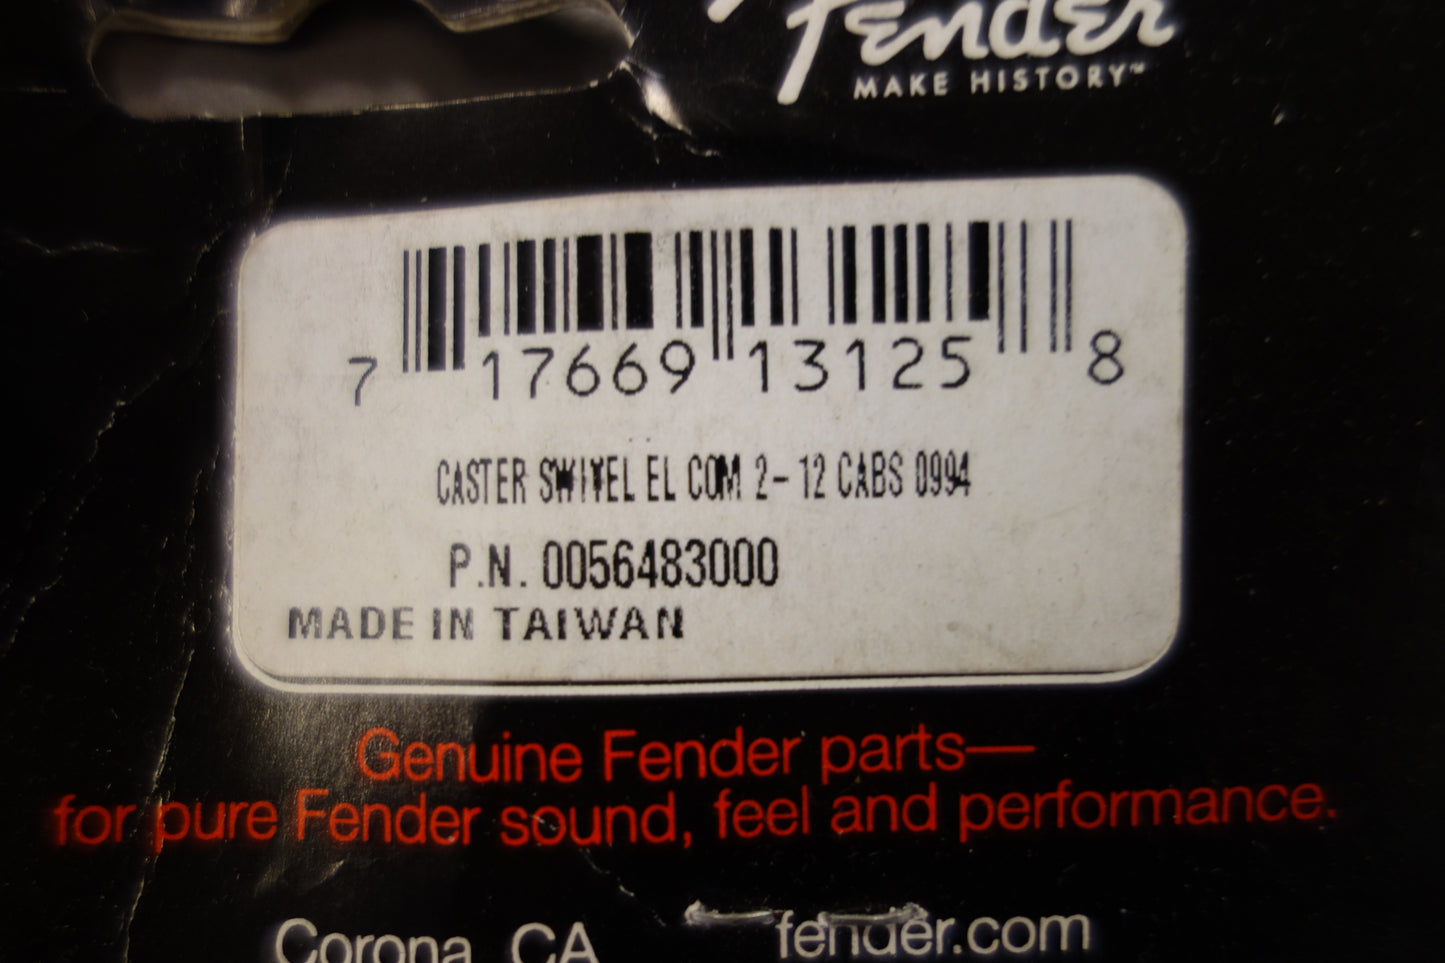 Fender
MAKE HISTORY™
7 17669 13125 8
CASTER SWIVEL EL COM 2-12 CABS 0994
P.N. 0056483000
MADE IN TAIWAN
Genuine Fender parts—
for pure Fender sound, feel and performance.
Corona, CA fender.com